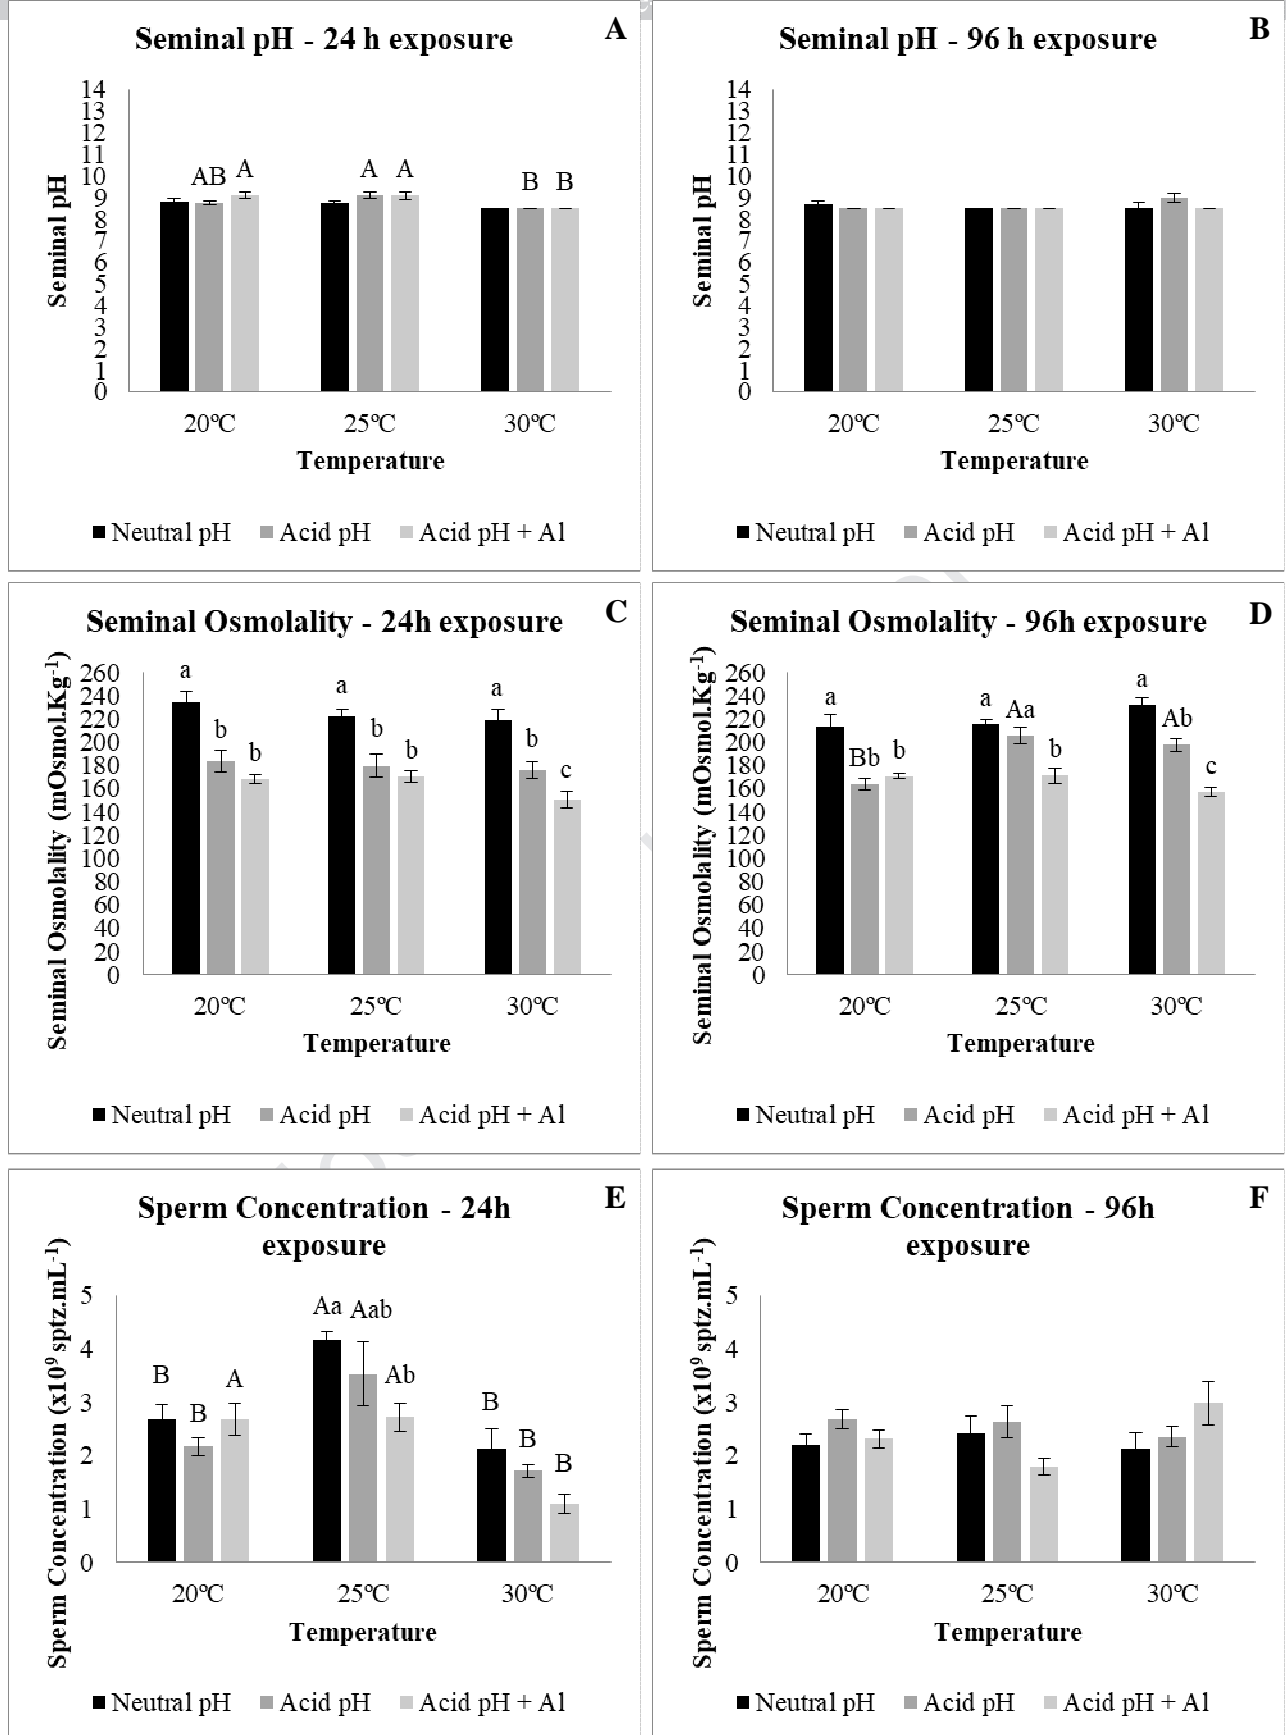 A
Seminal pH - 24 h exposure
Seminal pH
14
13
12
11
10
9
8
7
6
5
4
3
2
1
0
AB A
A A
B B
20ºC 25ºC 30ºC
Temperature
Neutral pH Acid pH Acid pH + Al
B
Seminal pH - 96 h exposure
Seminal pH
14
13
12
11
10
9
8
7
6
5
4
3
2
1
0
20ºC 25ºC 30ºC
Temperature
Neutral pH Acid pH Acid pH + Al
C
Seminal Osmolality - 24h exposure
Seminal Osmolality (mOsmol.Kg⁻¹)
260
240
220
200
180
160
140
120
100
80
60
40
20
0
a b b
a b b
a b c
20ºC 25ºC 30ºC
Temperature
Neutral pH Acid pH Acid pH + Al
D
Seminal Osmolality - 96h exposure
Seminal Osmolality (mOsmol.Kg⁻¹)
260
240
220
200
180
160
140
120
100
80
60
40
20
0
a Bb b
a Aa b
a Ab c
20ºC 25ºC 30ºC
Temperature
Neutral pH Acid pH Acid pH + Al
E
Sperm Concentration - 24h
exposure
Sperm Concentration (x10⁹ sptz.mL⁻¹)
5
4
3
2
1
0
B B A
Aa Aab Ab
B B B
20ºC 25ºC 30ºC
Temperature
Neutral pH Acid pH Acid pH + Al
F
Sperm Concentration - 96h
exposure
Sperm Concentration (x10⁹ sptz.mL⁻¹)
5
4
3
2
1
0
20ºC 25ºC 30ºC
Temperature
Neutral pH Acid pH Acid pH + Al